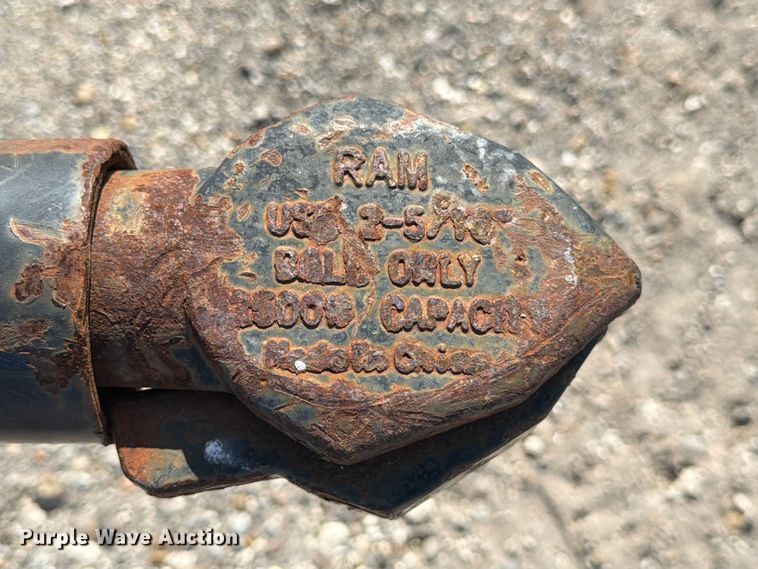 RAM
USE 2-5/16"
BALL ONLY
CAPACITY
Made In China
Purple Wave Auction